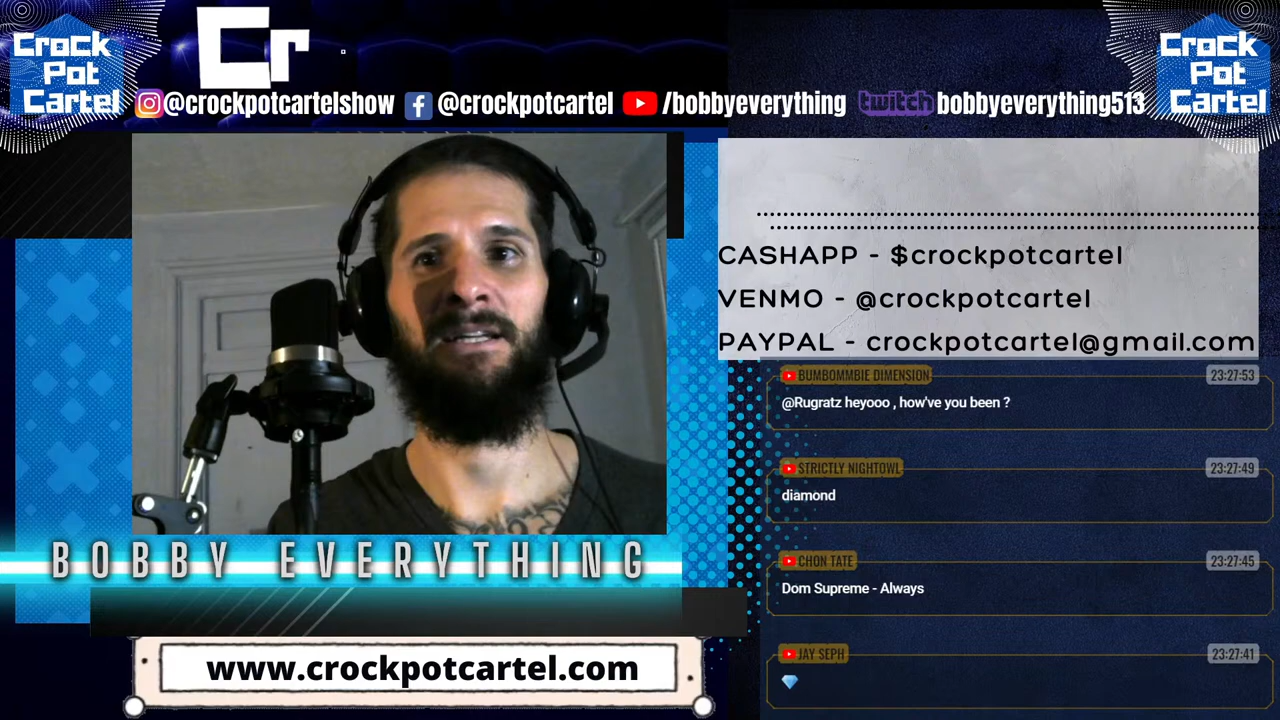 Crock
Pot
Cartel
Cr
@crockpotcartelshow @crockpotcartel /bobbyeverything twitch bobbyeverything513
Crock
Pot
Cartel
CASHAPP - $crockpotcartel
VENMO - @crockpotcartel
PAYPAL - crockpotcartel@gmail.com
BUMBOMMBIE DIMENSION 23:27:53
@Rugratz heyooo , how've you been ?
STRICTLY NIGHTOWL 23:27:49
diamond
CHON TATE 23:27:45
Dom Supreme - Always
JAY SEPH 23:27:41
💎
BOBBY EVERYTHING
www.crockpotcartel.com